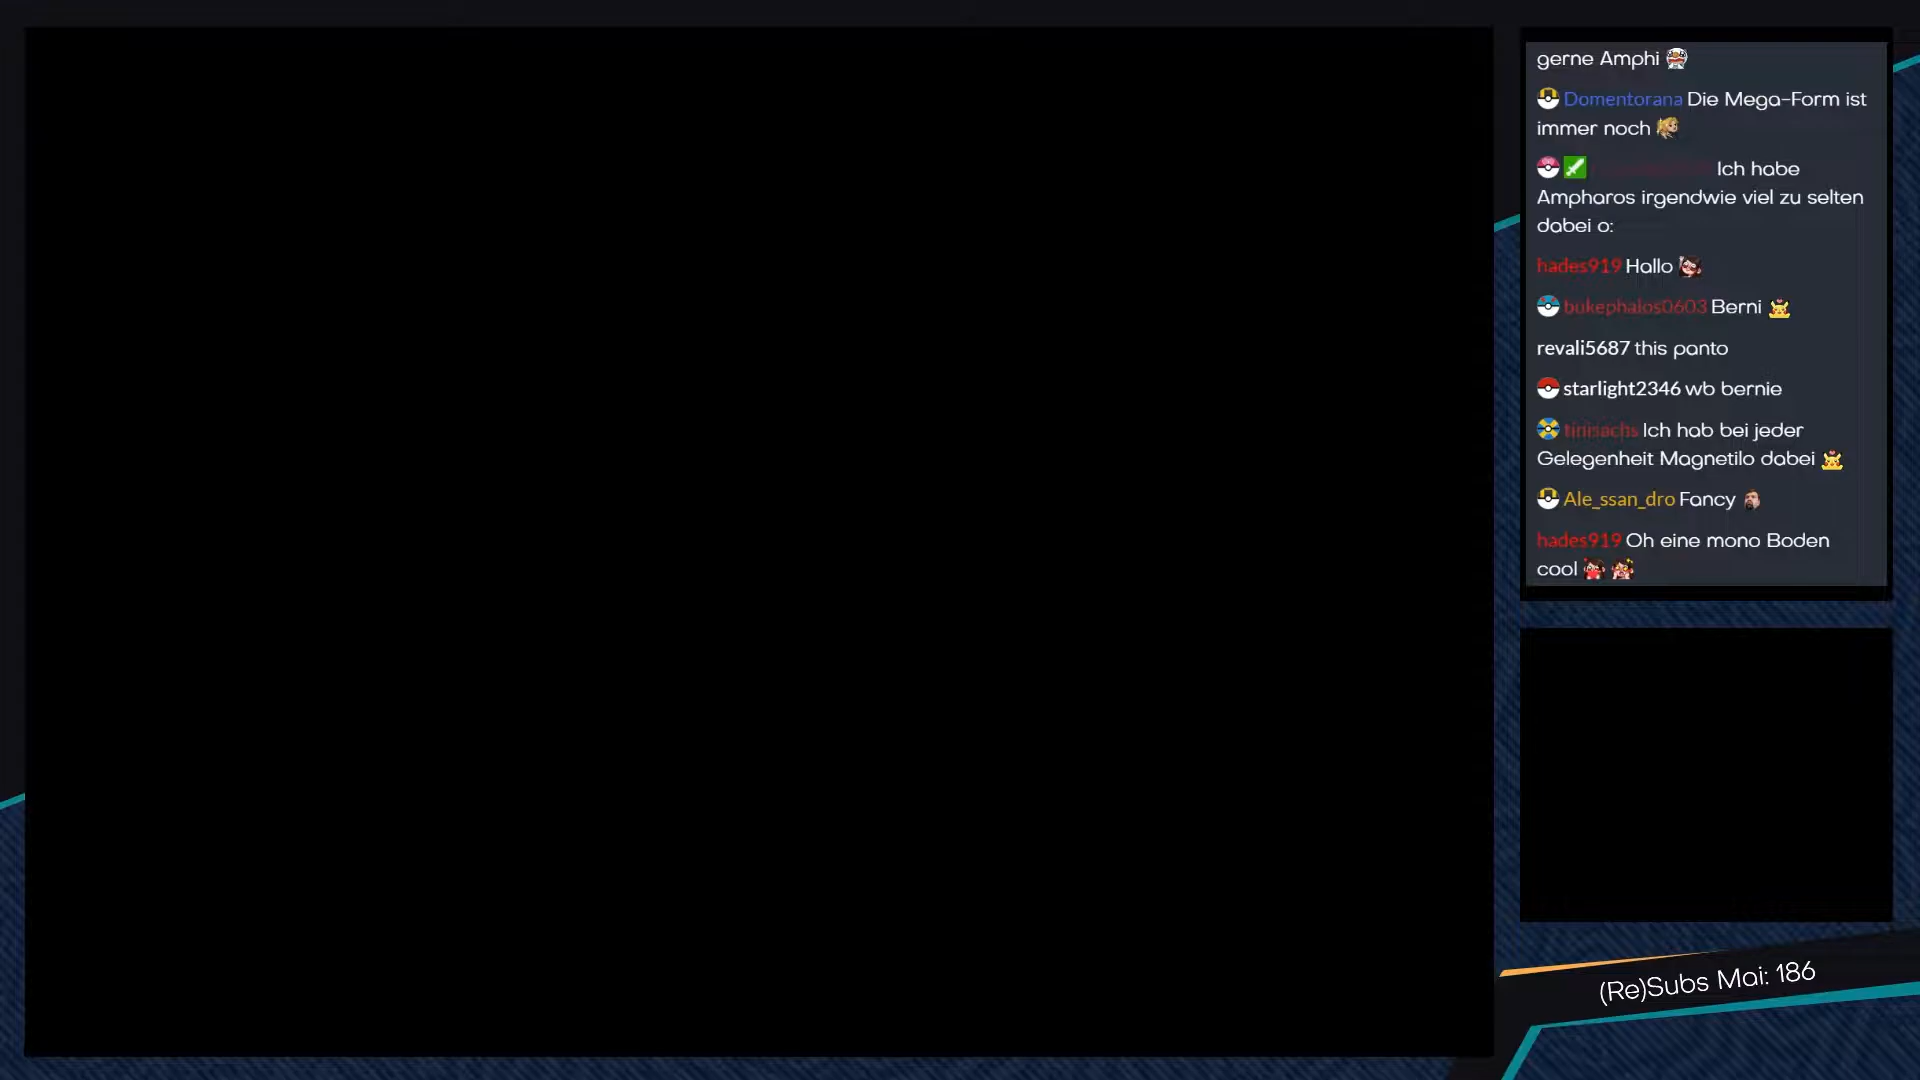 gerne Amphi
Domentorana Die Mega-Form ist
immer noch
Ich habe
Ampharos irgendwie viel zu selten
dabei o:
hades919 Hallo
bukephalos0603 Berni
revali5687 this panto
starlight2346 wb bernie
tinisachs Ich hab bei jeder
Gelegenheit Magnetilo dabei
Ale_ssan_dro Fancy
hades919 Oh eine mono Boden
cool
(Re)Subs Mai: 186